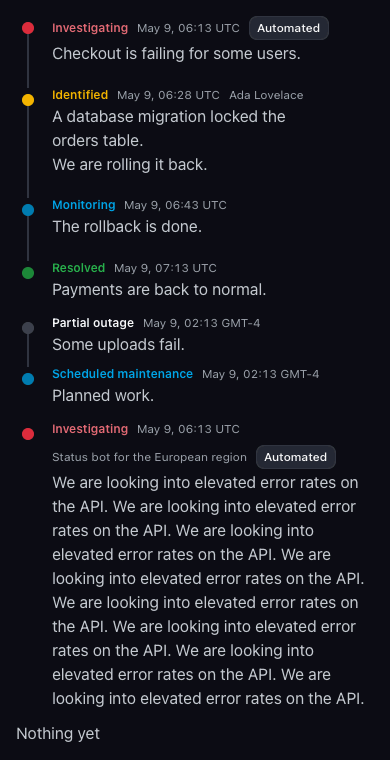 Investigating May 9, 06:13 UTC Automated
Checkout is failing for some users.
Identified May 9, 06:28 UTC Ada Lovelace
A database migration locked the
orders table.
We are rolling it back.
Monitoring May 9, 06:43 UTC
The rollback is done.
Resolved May 9, 07:13 UTC
Payments are back to normal.
Partial outage May 9, 02:13 GMT-4
Some uploads fail.
Scheduled maintenance May 9, 02:13 GMT-4
Planned work.
Investigating May 9, 06:13 UTC
Status bot for the European region Automated
We are looking into elevated error rates on
the API. We are looking into elevated error
rates on the API. We are looking into
elevated error rates on the API. We are
looking into elevated error rates on the API.
We are looking into elevated error rates on
the API. We are looking into elevated error
rates on the API. We are looking into
elevated error rates on the API. We are
looking into elevated error rates on the API.
Nothing yet